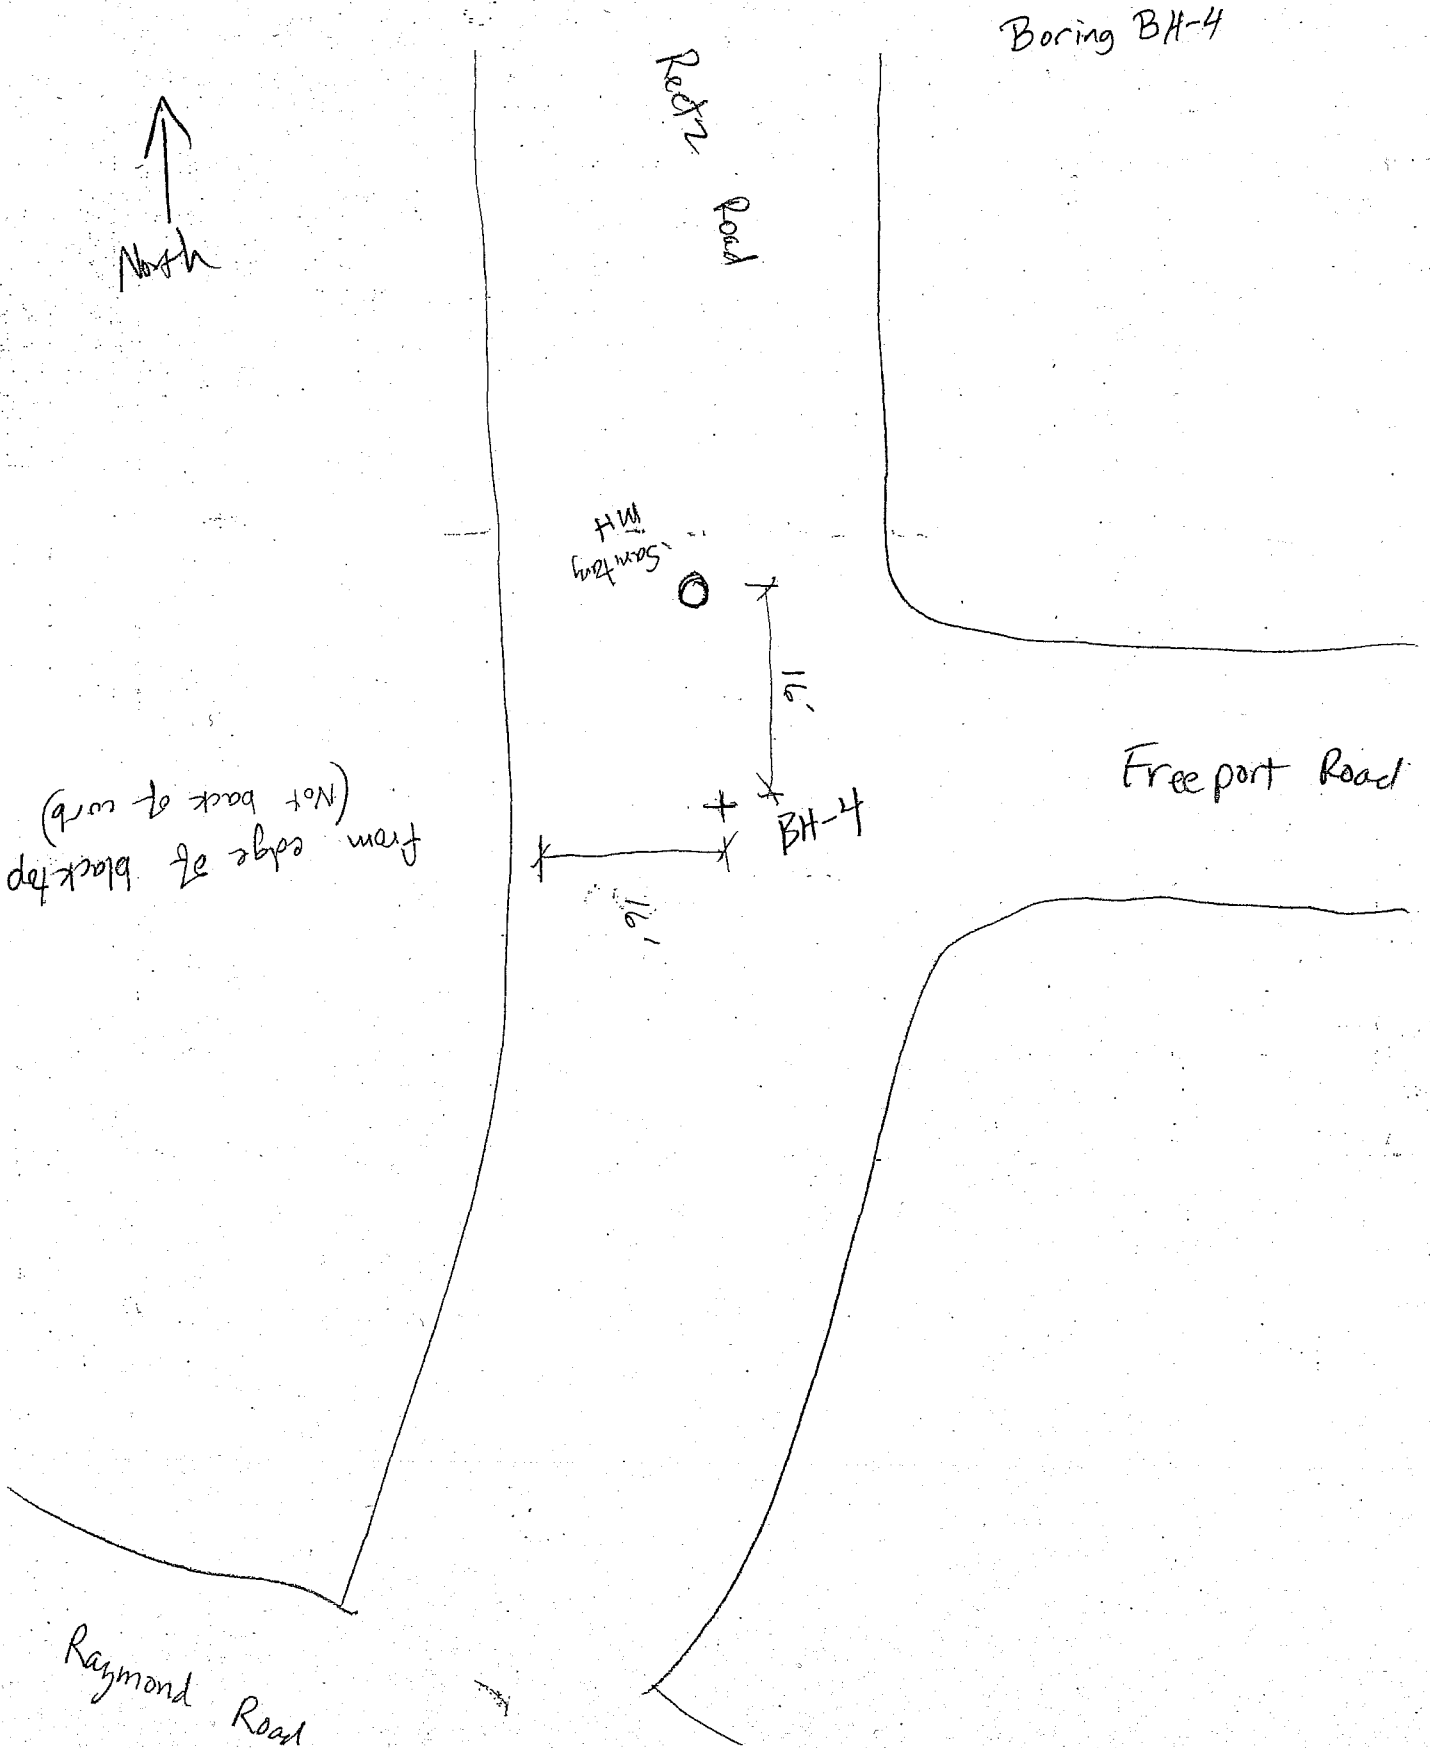 Boring BH-4
Rectz
Road
North
Sanitary
MH
16'
Freeport Road
BH-4
16'
from edge of blacktop
(Not back of curb)
Raymond Road